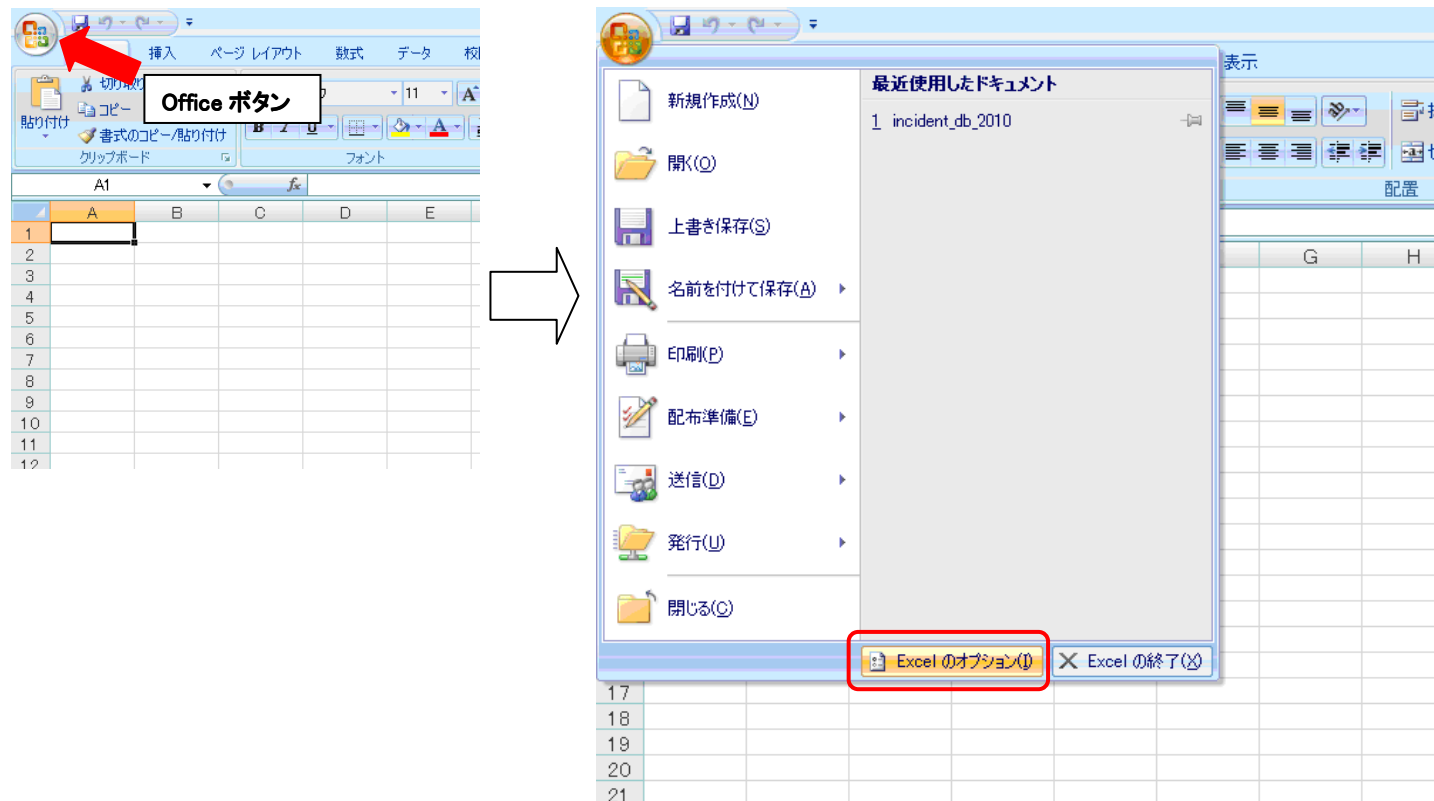 挿入 ページ レイアウト 数式 データ
Office ボタン
切り取り
コピー
貼り付け
書式のコピー/貼り付け
11
B I U
A
クリップボード
フォント
A1
fx
A B C D E
1
2
3
4
5
6
7
8
9
10
11
12
表示
新規作成(N)
開く(O)
上書き保存(S)
名前を付けて保存(A)
印刷(P)
配布準備(E)
送信(D)
発行(U)
閉じる(C)
最近使用したドキュメント
1 incident_db_2010
Excel のオプション(I)
Excel の終了(X)
配置
G H
17
18
19
20
21